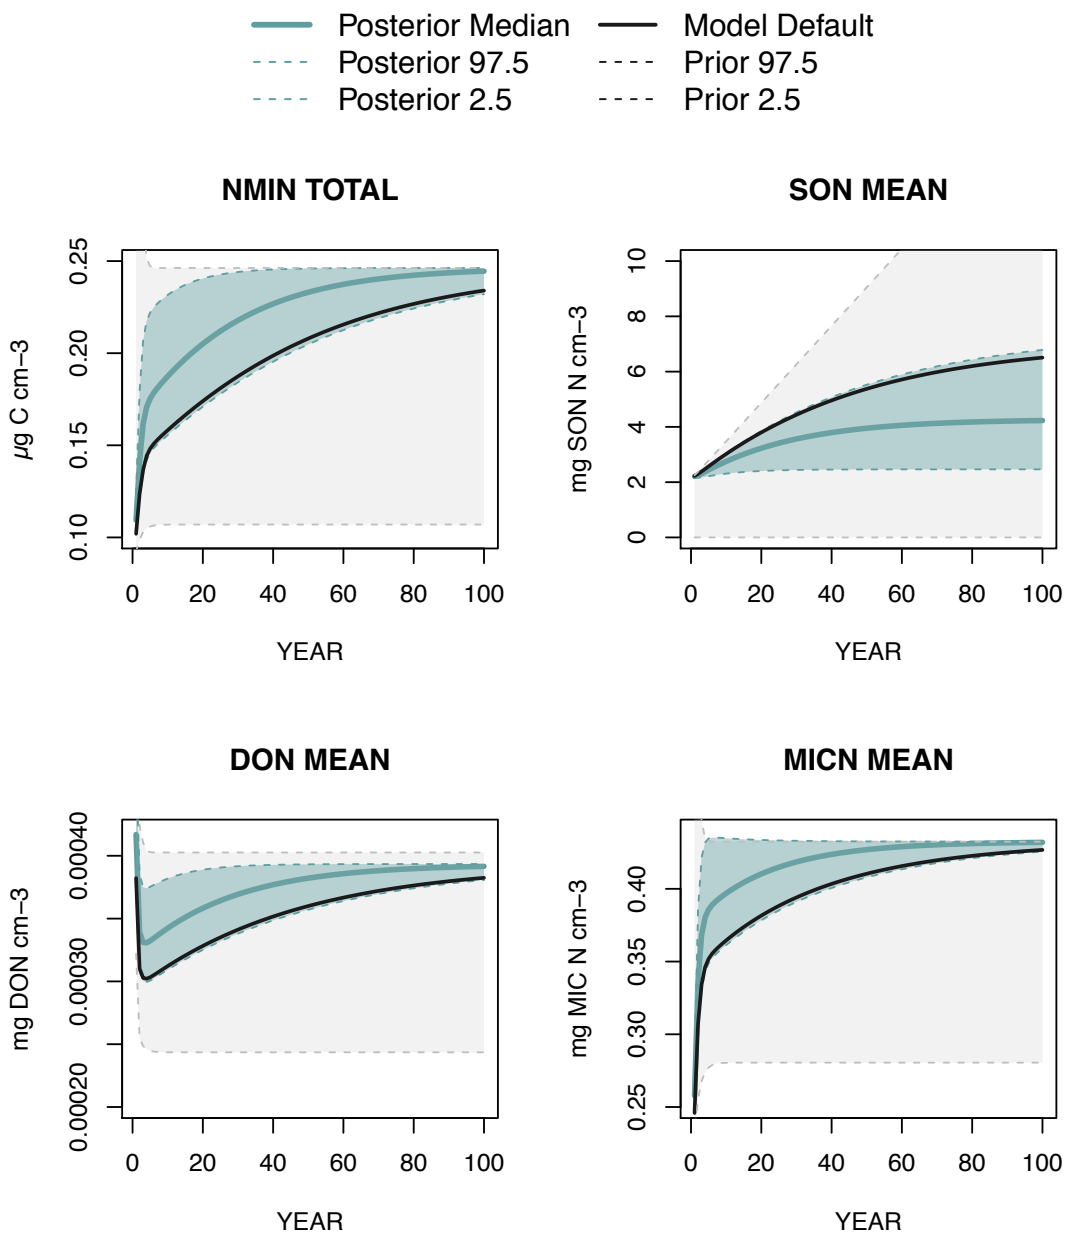 Posterior Median Model Default
Posterior 97.5 Prior 97.5
Posterior 2.5 Prior 2.5
NMIN TOTAL
µg C cm−3
0.25
0.20
0.15
0.10
0 20 40 60 80 100
YEAR
SON MEAN
mg SON N cm−3
10
8
6
4
2
0
0 20 40 60 80 100
YEAR
DON MEAN
mg DON cm−3
0.00040
0.00030
0.00020
0 20 40 60 80 100
YEAR
MICN MEAN
mg MIC N cm−3
0.40
0.35
0.30
0.25
0 20 40 60 80 100
YEAR